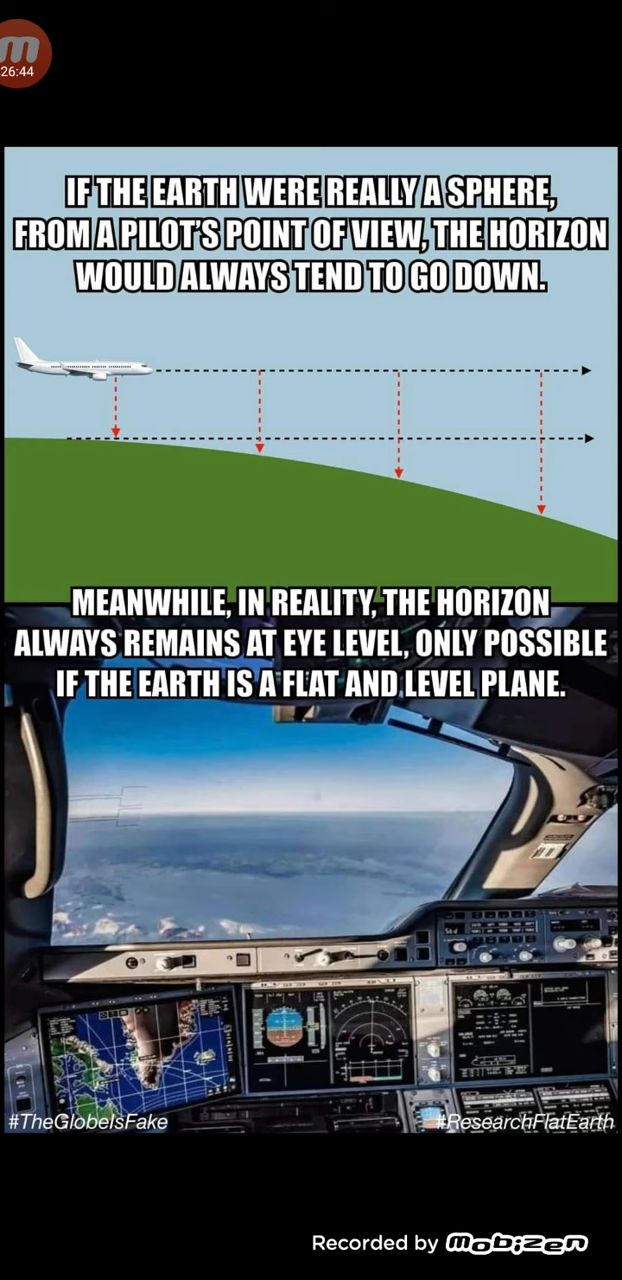 m
26:44
IF THE EARTH WERE REALLY A SPHERE,
FROM A PILOT'S POINT OF VIEW, THE HORIZON
WOULD ALWAYS TEND TO GO DOWN.
MEANWHILE, IN REALITY, THE HORIZON
ALWAYS REMAINS AT EYE LEVEL, ONLY POSSIBLE
IF THE EARTH IS A FLAT AND LEVEL PLANE.
#TheGlobeIsFake
#ResearchFlatEarth
Recorded by mobizen